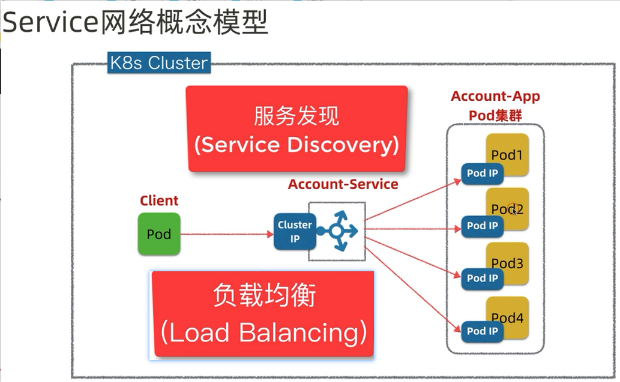 Service网络概念模型
K8s Cluster
服务发现
(Service Discovery)
Account-App
Pod集群
Pod1
Pod IP
Client
Account-Service
Pod
Cluster
IP
Pod2
Pod IP
Pod3
Pod IP
负载均衡
(Load Balancing)
Pod4
Pod IP